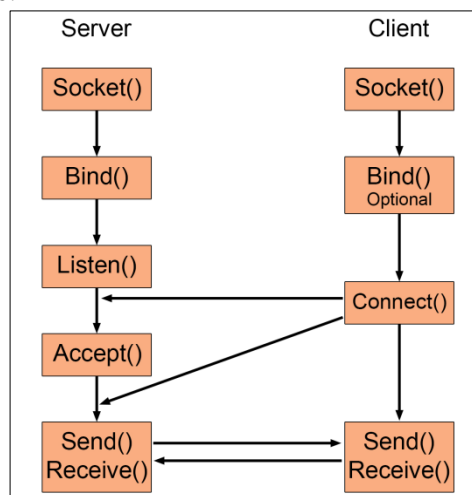 Server
Client
Socket()
Socket()
Bind()
Bind()
Optional
Listen()
Connect()
Accept()
Send()
Receive()
Send()
Receive()